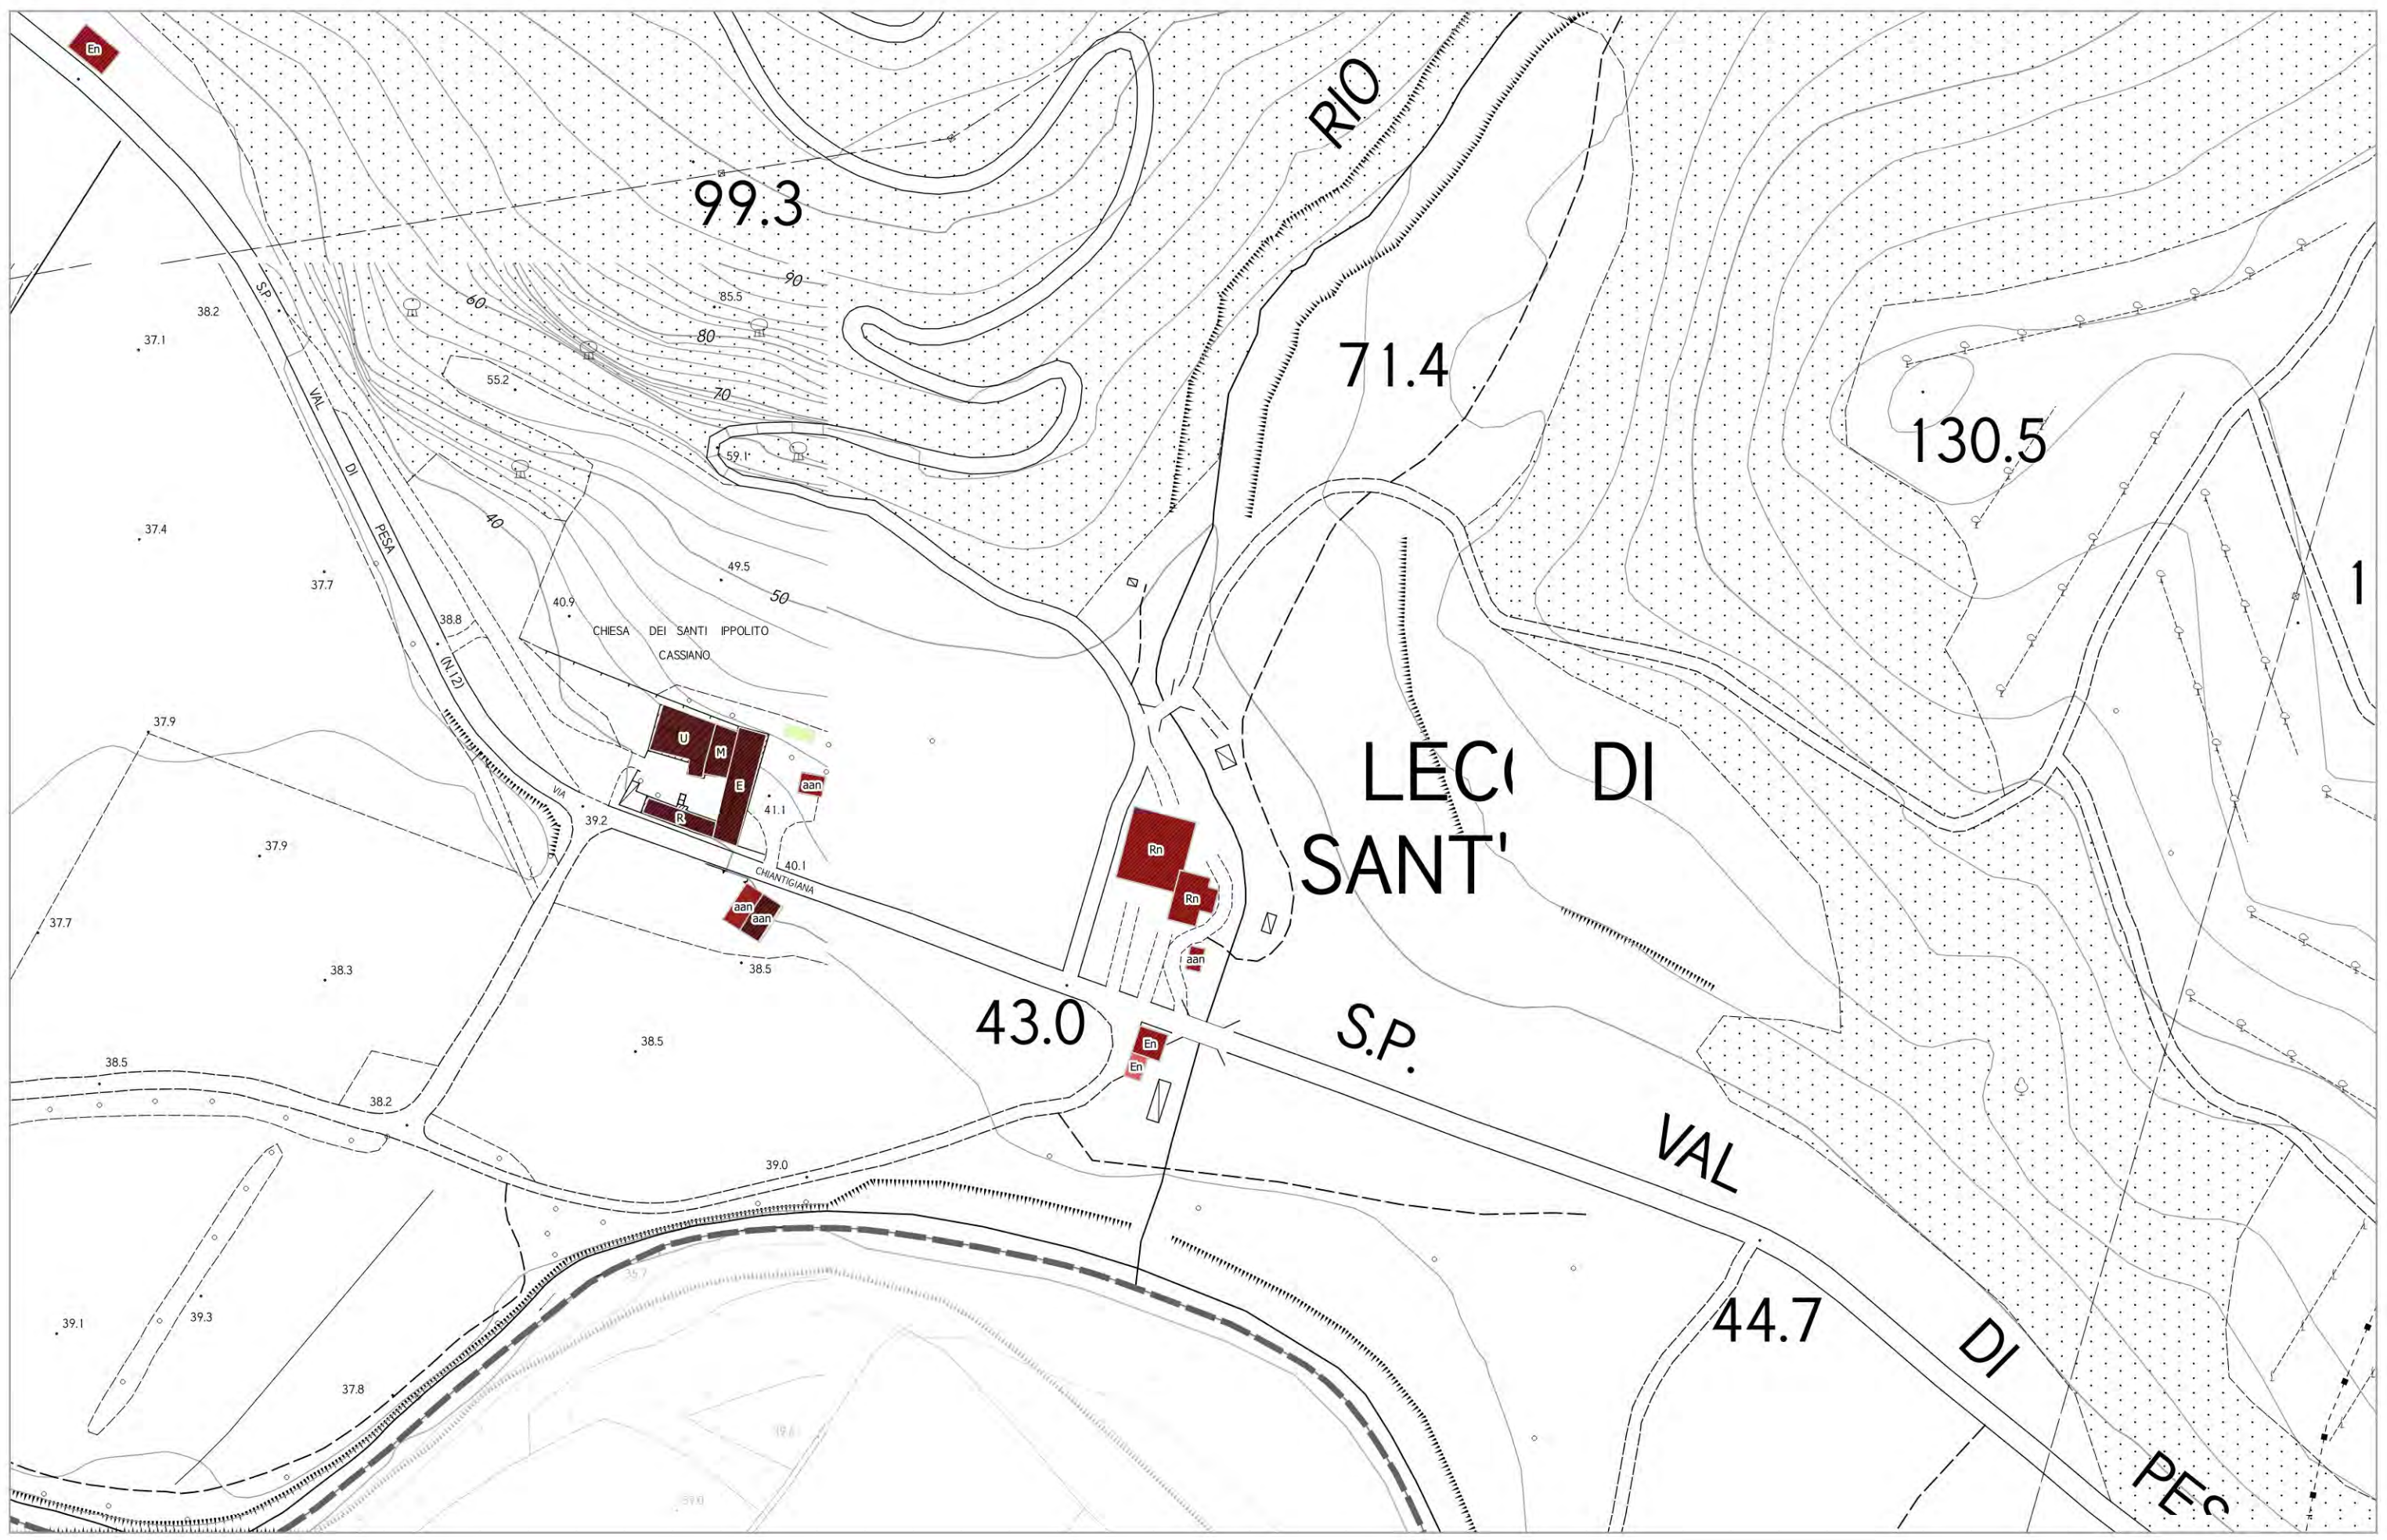 En
RIO
99.3
S.P.
38.2
37.1
60
90
85.5
80
70
55.2
71.4
VAL
130.5
59.1
DI
40
PESA
37.4
37.7
49.5
50
1
40.9
38.8
CHIESA DEI SANTI IPPOLITO
CASSIANO
(N.12)
37.9
U
M
E
aan
VIA
R
41.1
39.2
LEC DI
SANT'
37.9
40.1
CHIANTIGIANA
Rn
Rn
aan
aan
37.7
aan
38.3
38.5
43.0
S.P.
En
En
38.5
38.5
38.2
VAL
39.0
39.3
39.1
44.7
DI
37.8
PES